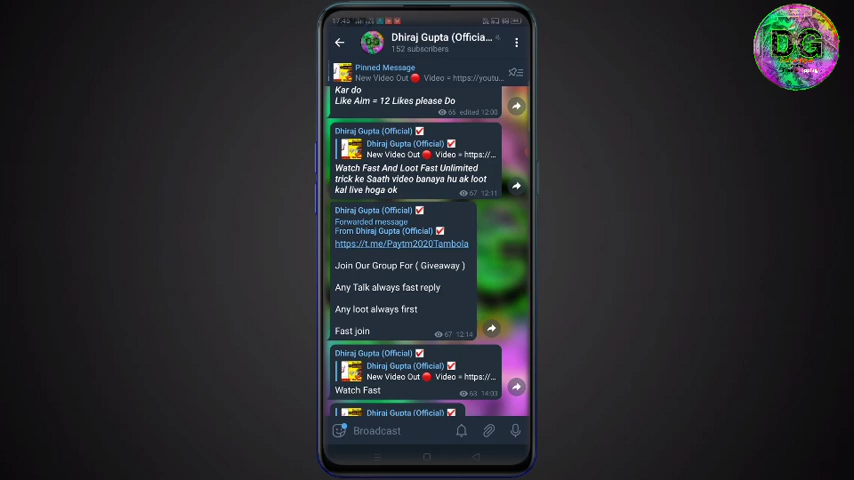 17:43
DG
Dhiraj Gupta (Officia...
152 subscribers
Pinned Message
New Video Out 🔴 Video = https://youtu...
Kar do
Like Aim = 12 Likes please Do
66 edited 12:03
Dhiraj Gupta (Official) ☑
Dhiraj Gupta (Official) ☑
New Video Out 🔴 Video = https://...
Watch Fast And Loot Fast Unlimited
trick ke Saath video banaya hu ak loot
kal live hoga ok
67 12:11
Dhiraj Gupta (Official) ☑
Forwarded message
From Dhiraj Gupta (Official) ☑
https://t.me/Paytm2020Tambola
Join Our Group For ( Giveaway )
Any Talk always fast reply
Any loot always first
Fast join
67 12:14
Dhiraj Gupta (Official) ☑
Dhiraj Gupta (Official) ☑
New Video Out 🔴 Video = https://...
Watch Fast
63 14:03
Dhiraj Gupta (Official) ☑
Broadcast